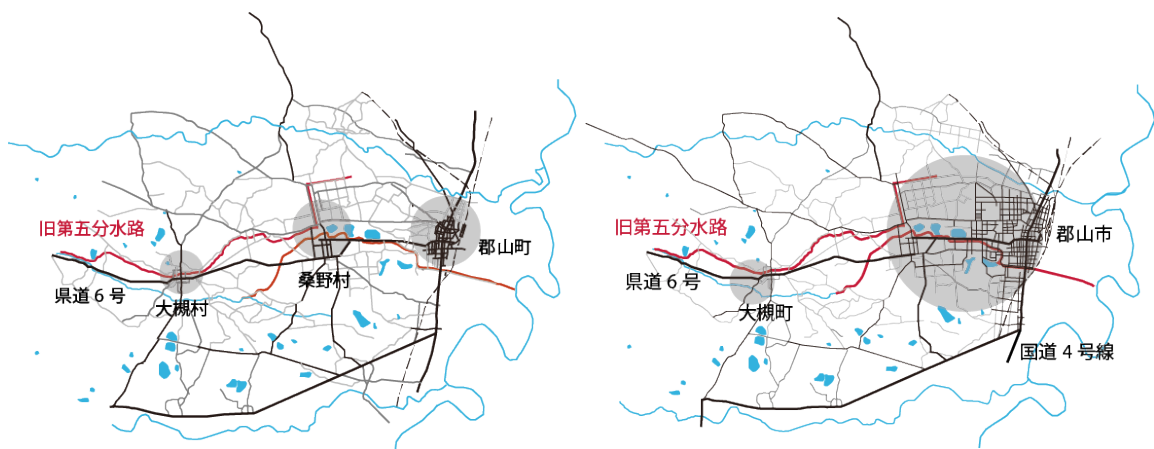 旧第五分水路
県道6号
大槻村
桑野村
郡山町
旧第五分水路
県道6号
大槻町
郡山市
国道4号線